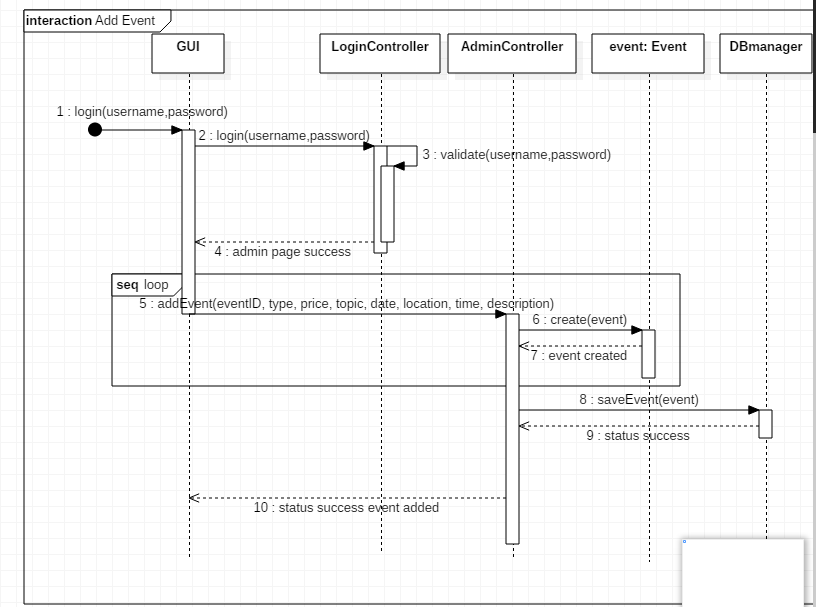 interaction Add Event
GUI
LoginController
AdminController
event: Event
DBmanager
1 : login(username,password)
2 : login(username,password)
3 : validate(username,password)
4 : admin page success
seq loop
5 : addEvent(eventID, type, price, topic, date, location, time, description)
6 : create(event)
7 : event created
8 : saveEvent(event)
9 : status success
10 : status success event added